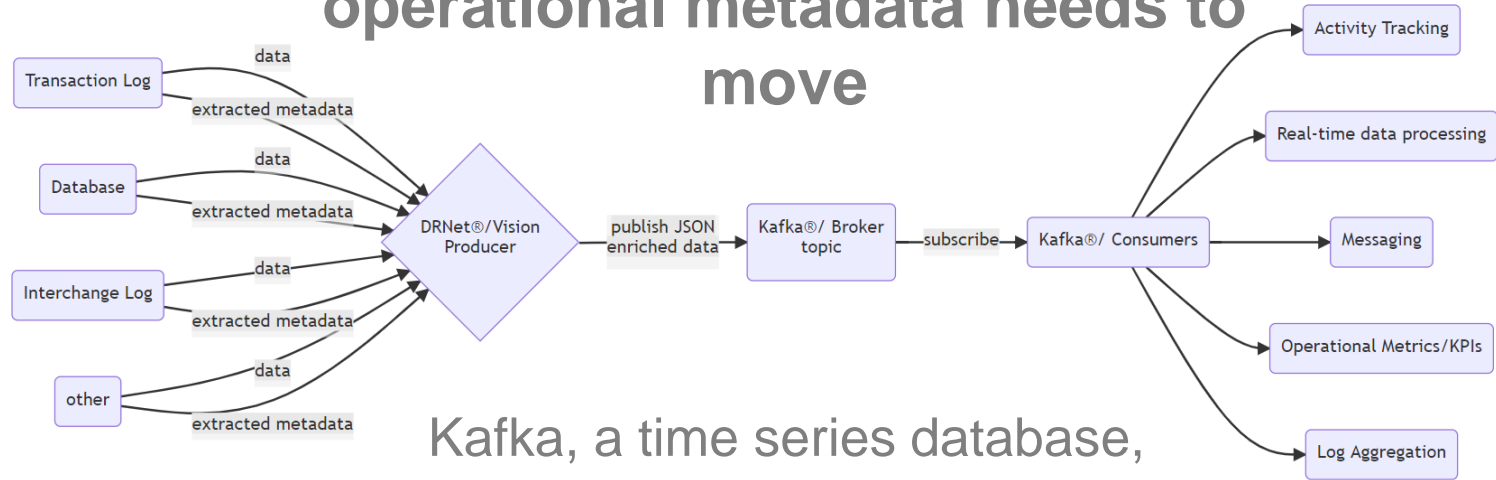 operational metadata needs to
move
Transaction Log
data
extracted metadata
Database
data
extracted metadata
Interchange Log
data
extracted metadata
other
data
extracted metadata
DRNet®/Vision
Producer
publish JSON
enriched data
Kafka®/ Broker
topic
subscribe
Kafka®/ Consumers
Activity Tracking
Real-time data processing
Messaging
Operational Metrics/KPIs
Log Aggregation
Kafka, a time series database,